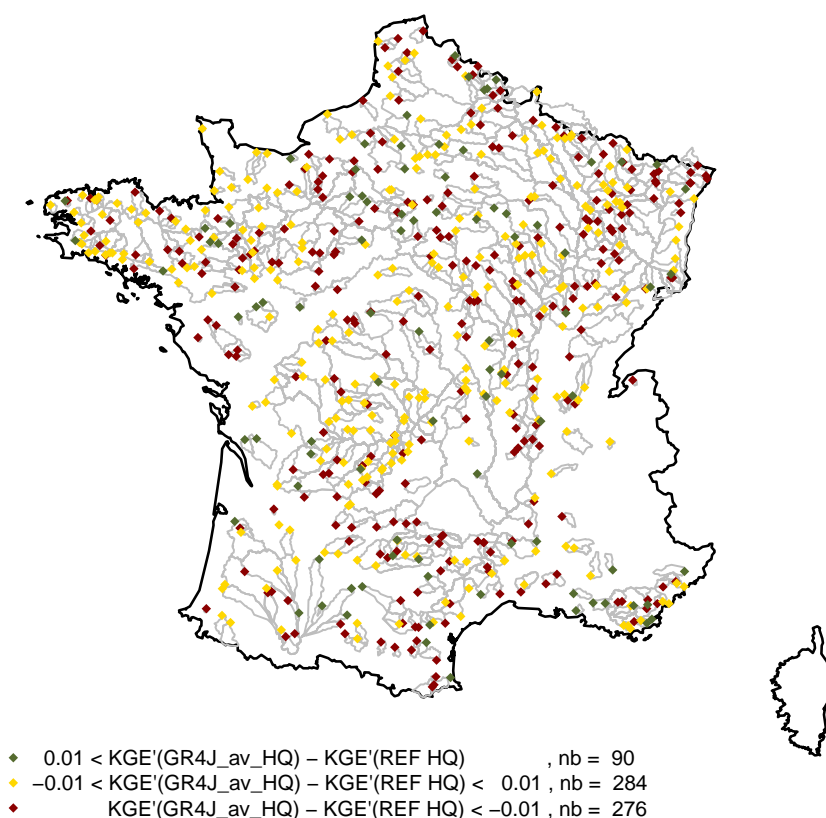 0.01 < KGE'(GR4J_av_HQ) − KGE'(REF HQ) , nb = 90
−0.01 < KGE'(GR4J_av_HQ) − KGE'(REF HQ) < 0.01 , nb = 284
KGE'(GR4J_av_HQ) − KGE'(REF HQ) < −0.01 , nb = 276